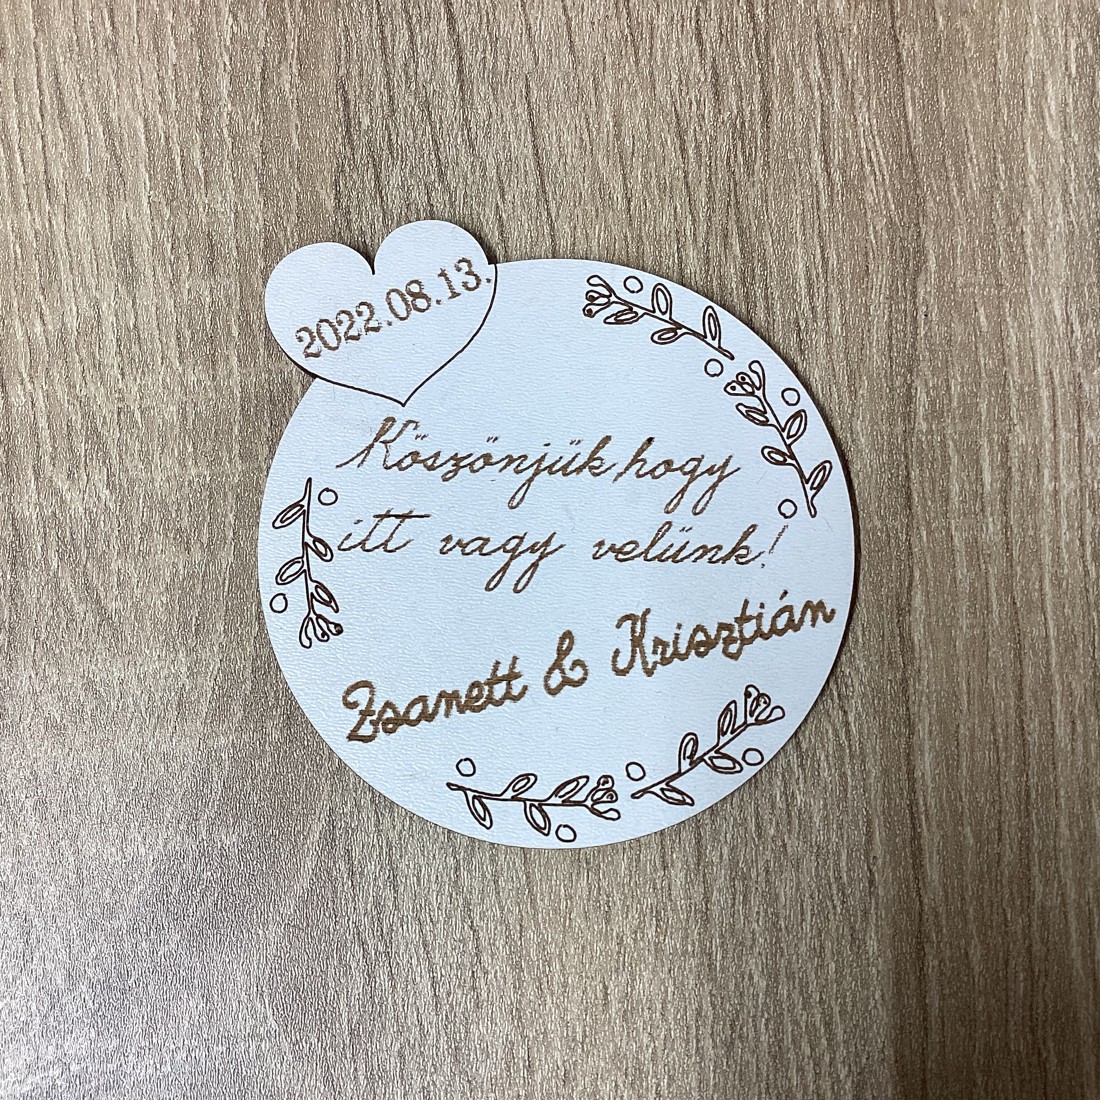 2022.08.13.
Köszönjük, hogy
itt vagy velünk!
Zsanett & Krisztián